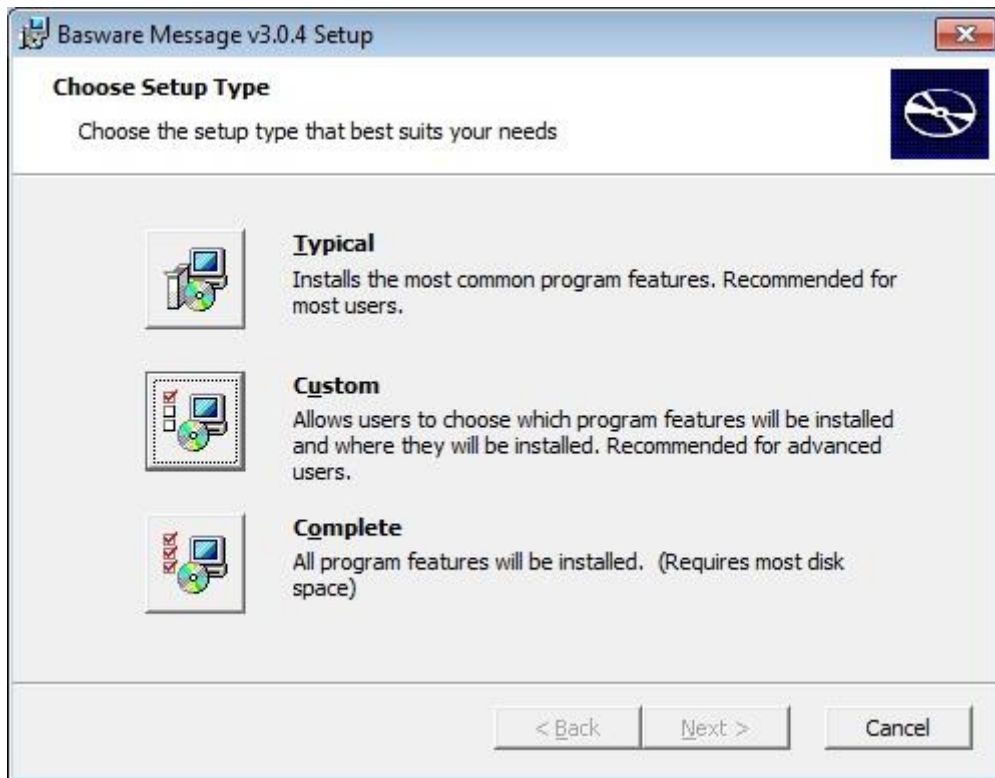 Basware Message v3.0.4 Setup
Choose Setup Type
Choose the setup type that best suits your needs
Typical
Installs the most common program features. Recommended for
most users.
Custom
Allows users to choose which program features will be installed
and where they will be installed. Recommended for advanced
users.
Complete
All program features will be installed.  (Requires most disk
space)
< Back
Next >
Cancel